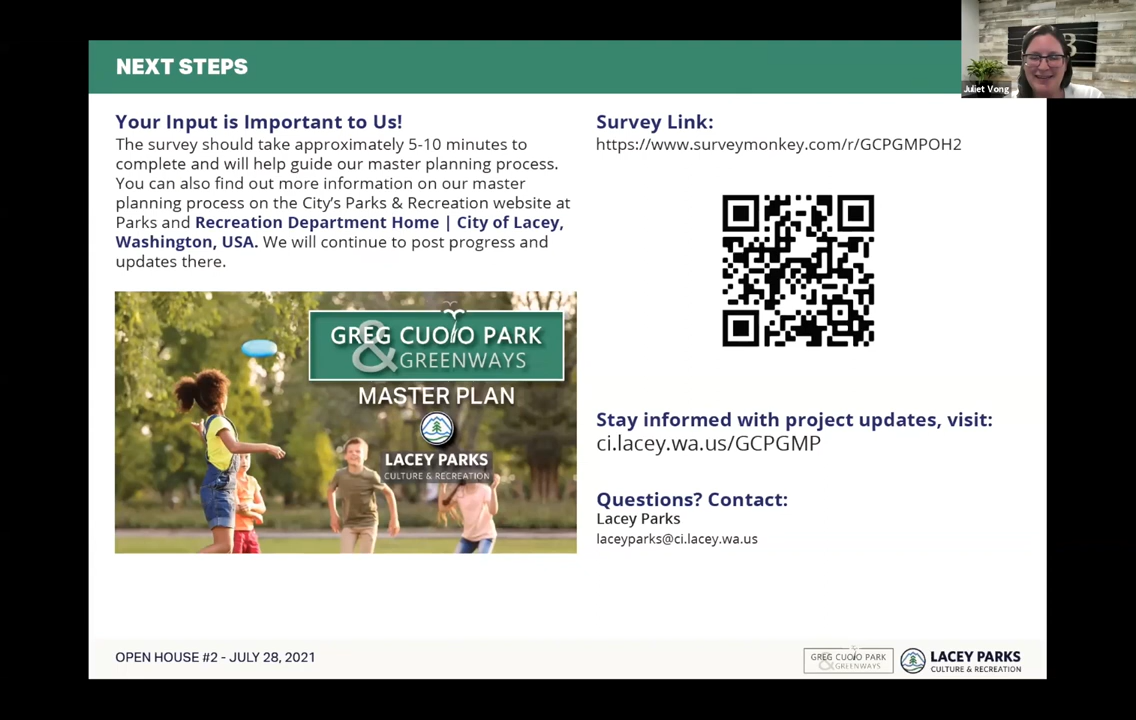 NEXT STEPS
Juliet Vong
Your Input is Important to Us!
The survey should take approximately 5-10 minutes to
complete and will help guide our master planning process.
You can also find out more information on our master
planning process on the City’s Parks & Recreation website at
Parks and Recreation Department Home | City of Lacey,
Washington, USA. We will continue to post progress and
updates there.
GREG CUOIO PARK
& GREENWAYS
MASTER PLAN
LACEY PARKS
CULTURE & RECREATION
Survey Link:
https://www.surveymonkey.com/r/GCPGMPOH2
Stay informed with project updates, visit:
ci.lacey.wa.us/GCPGMP
Questions? Contact:
Lacey Parks
laceyparks@ci.lacey.wa.us
OPEN HOUSE #2 - JULY 28, 2021
GREG CUOIO PARK
& GREENWAYS
LACEY PARKS
CULTURE & RECREATION